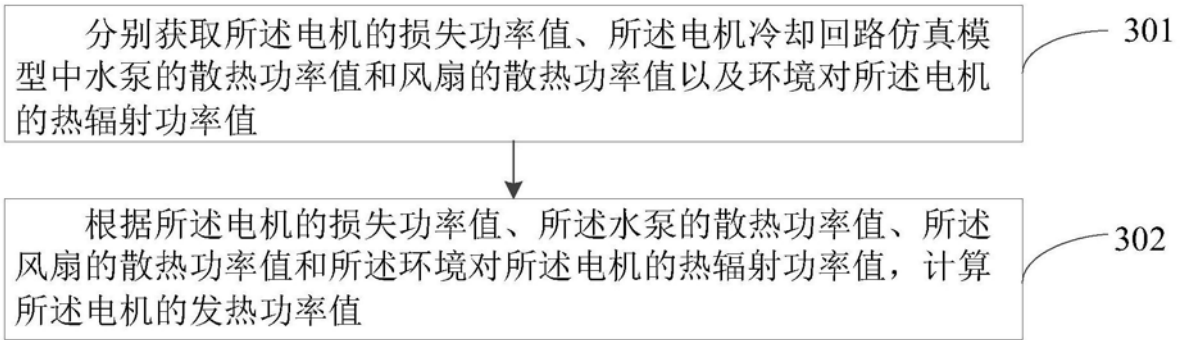 分别获取所述电机的损失功率值、所述电机冷却回路仿真模
型中水泵的散热功率值和风扇的散热功率值以及环境对所述电机
的热辐射功率值
301
根据所述电机的损失功率值、所述水泵的散热功率值、所述
风扇的散热功率值和所述环境对所述电机的热辐射功率值，计算
所述电机的发热功率值
302